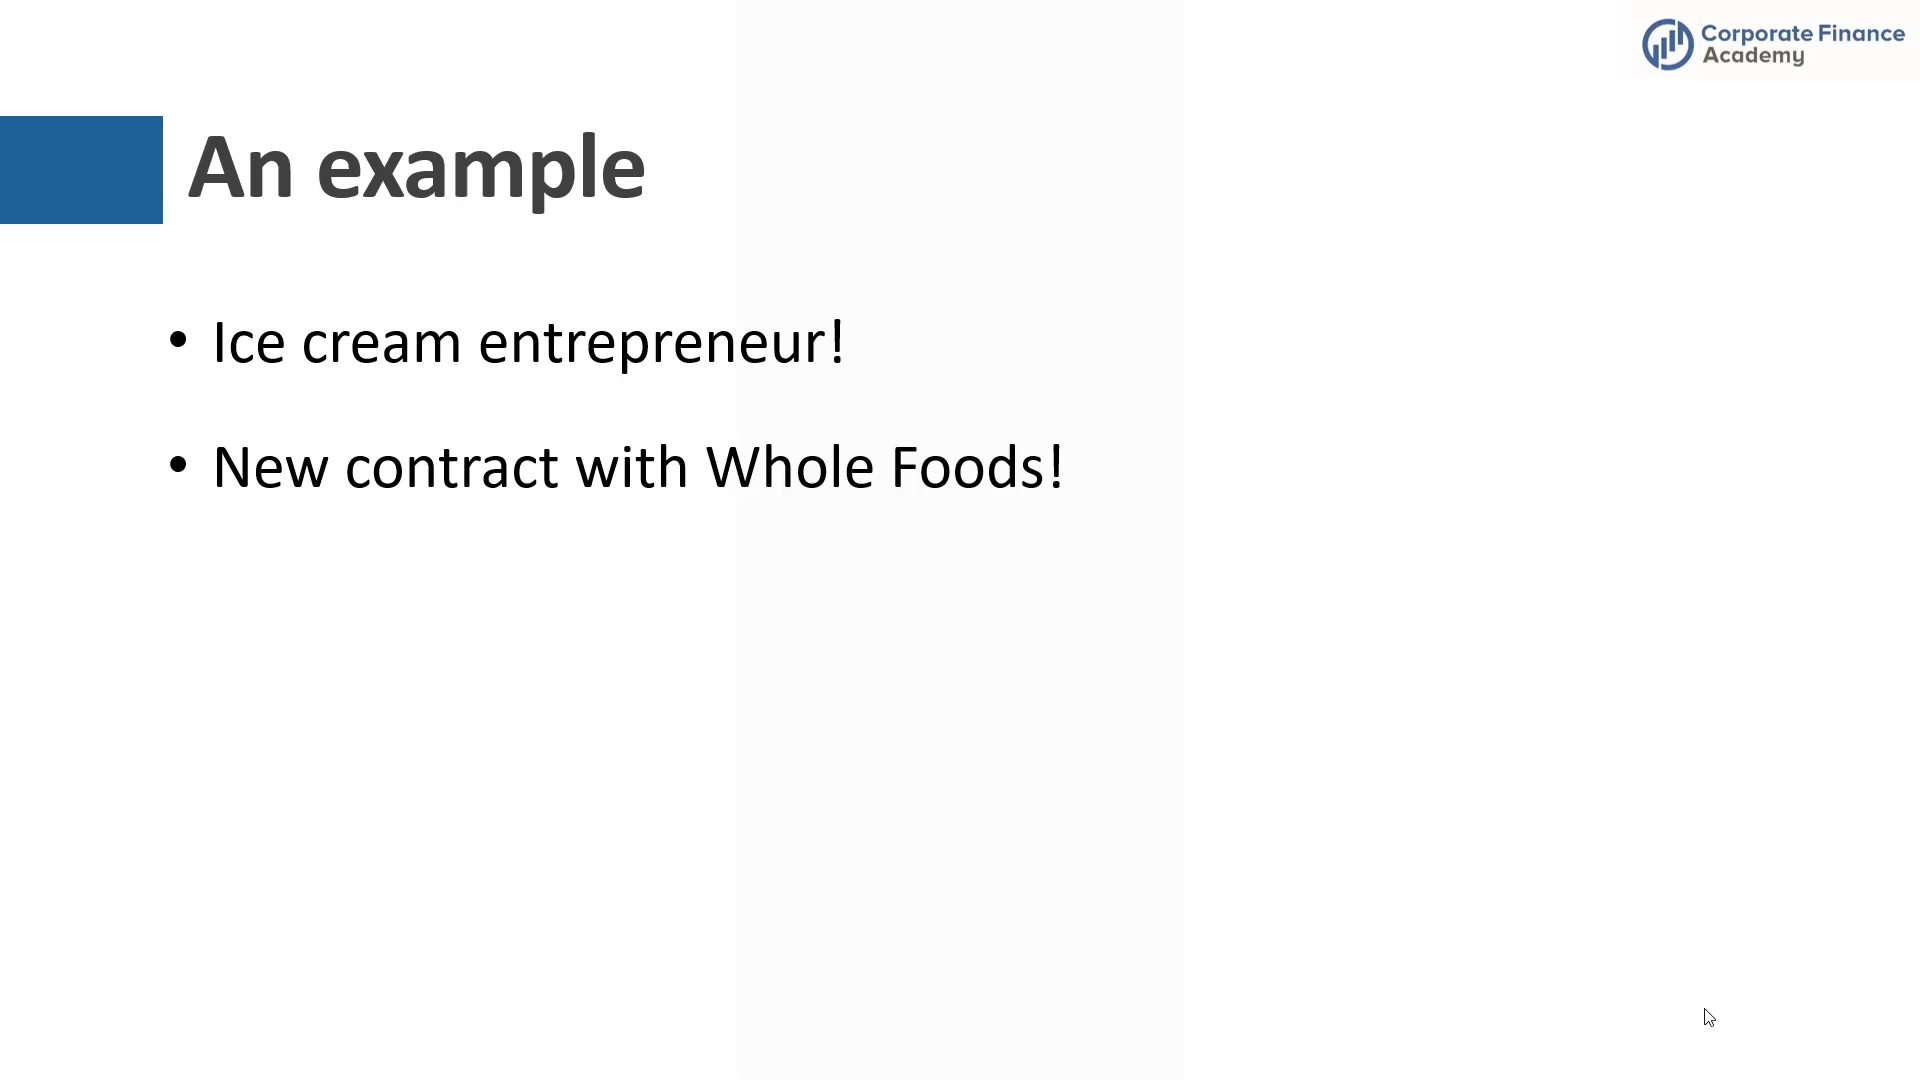 Corporate Finance
Academy
An example
• Ice cream entrepreneur!
• New contract with Whole Foods!